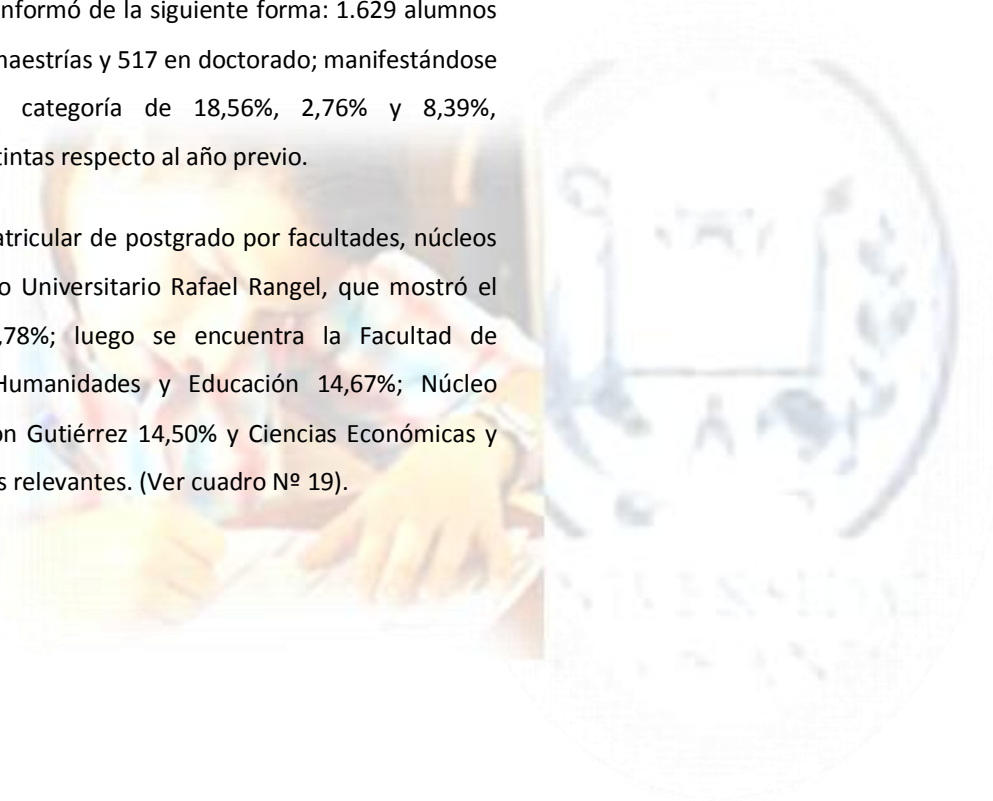 nformó de la siguiente forma: 1.629 alumnos
naestrías y 517 en doctorado; manifestándose
categoría de 18,56%, 2,76% y 8,39%,
tintas respecto al año previo.
atricular de postgrado por facultades, núcleos
o Universitario Rafael Rangel, que mostró el
,78%; luego se encuentra la Facultad de
Humanidades y Educación 14,67%; Núcleo
on Gutiérrez 14,50% y Ciencias Económicas y
s relevantes. (Ver cuadro Nº 19).